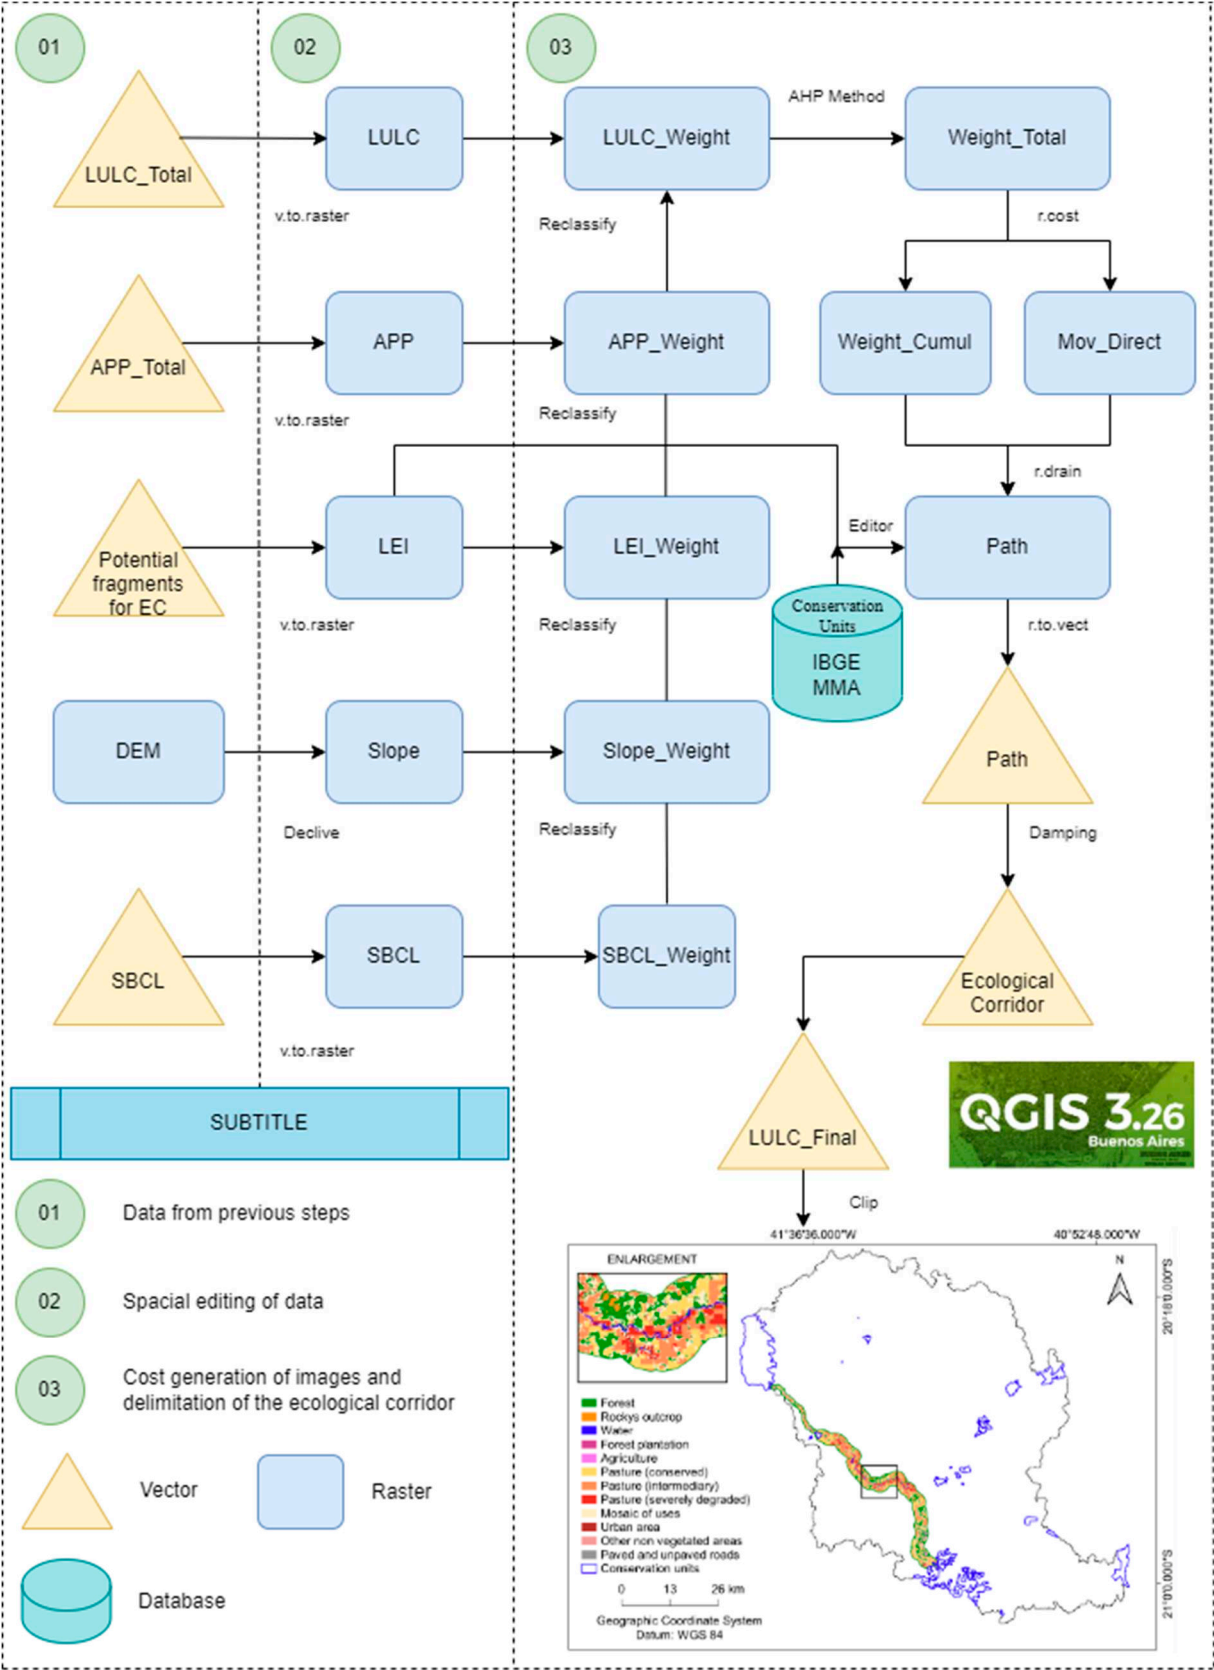 01
02
03
AHP Method
LULC_Total
LULC
LULC_Weight
Weight_Total
v.to.raster
Reclassify
r.cost
APP_Total
APP
APP_Weight
Weight_Cumul
Mov_Direct
v.to.raster
Reclassify
r.drain
Potential
fragments
for EC
LEI
LEI_Weight
Editor
Path
Conservation
Units
IBGE
MMA
v.to.raster
Reclassify
r.to.vect
DEM
Slope
Slope_Weight
Path
Declive
Reclassify
Damping
SBCL
SBCL
SBCL_Weight
Ecological
Corridor
v.to.raster
SUBTITLE
LULC_Final
QGIS 3.26
Buenos Aires
Clip
01
Data from previous steps
02
Spacial editing of data
03
Cost generation of images and
delimitation of the ecological corridor
Vector
Raster
Database
41°36'36.000"W
40°52'48.000"W
ENLARGEMENT
N
20°18'0.000"S
21°0'0.000"S
Forest
Rockys outcrop
Water
Forest plantation
Agriculture
Pasture (conserved)
Pasture (intermediary)
Pasture (severely degraded)
Mosaic of uses
Urban area
Other non vegetated areas
Paved and unpaved roads
Conservation units
0 13 26 km
Geographic Coordinate System
Datum: WGS 84